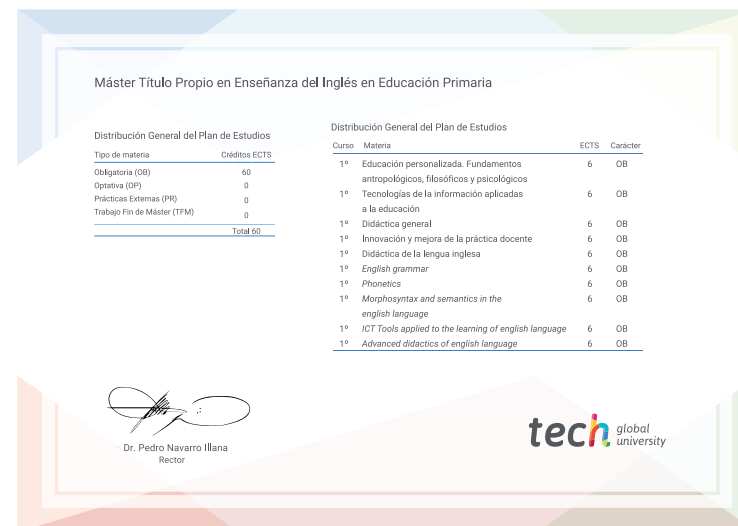 Máster Título Propio en Enseñanza del Inglés en Educación Primaria
Distribución General del Plan de Estudios
Tipo de materia Créditos ECTS
Obligatoria (OB) 60
Optativa (OP) 0
Prácticas Externas (PR) 0
Trabajo Fin de Máster (TFM) 0
Total 60
Distribución General del Plan de Estudios
Curso Materia ECTS Carácter
1º Educación personalizada. Fundamentos 6 OB
antropológicos, filosóficos y psicológicos
1º Tecnologías de la información aplicadas 6 OB
a la educación
1º Didáctica general 6 OB
1º Innovación y mejora de la práctica docente 6 OB
1º Didáctica de la lengua inglesa 6 OB
1º English grammar 6 OB
1º Phonetics 6 OB
1º Morphosyntax and semantics in the 6 OB
english language
1º ICT Tools applied to the learning of english language 6 OB
1º Advanced didactics of english language 6 OB
Dr. Pedro Navarro Illana
Rector
tech global
university